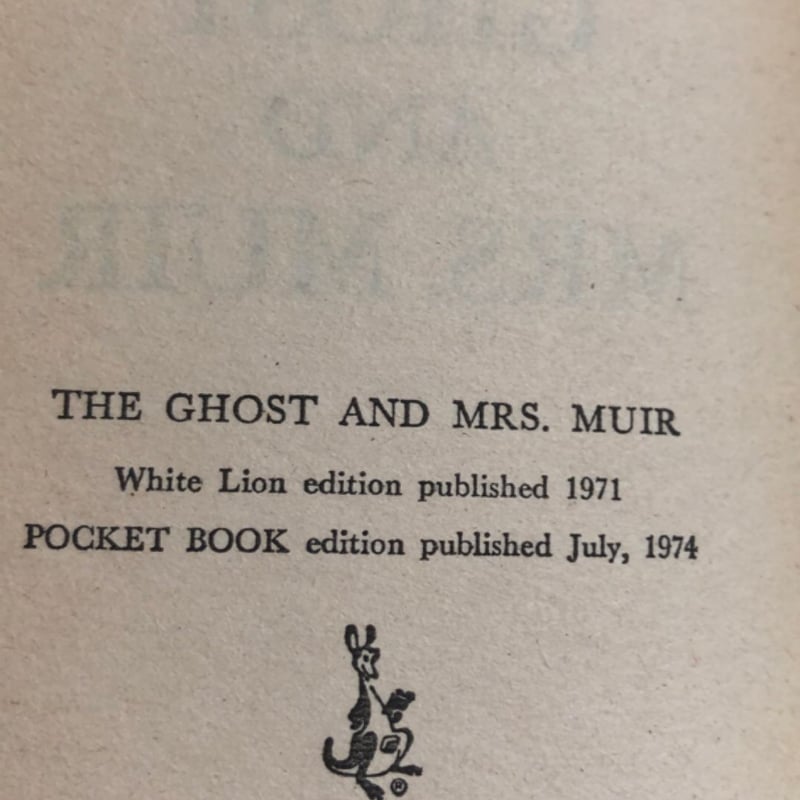 THE GHOST AND MRS. MUIR
White Lion edition published 1971
POCKET BOOK edition published July, 1974
®